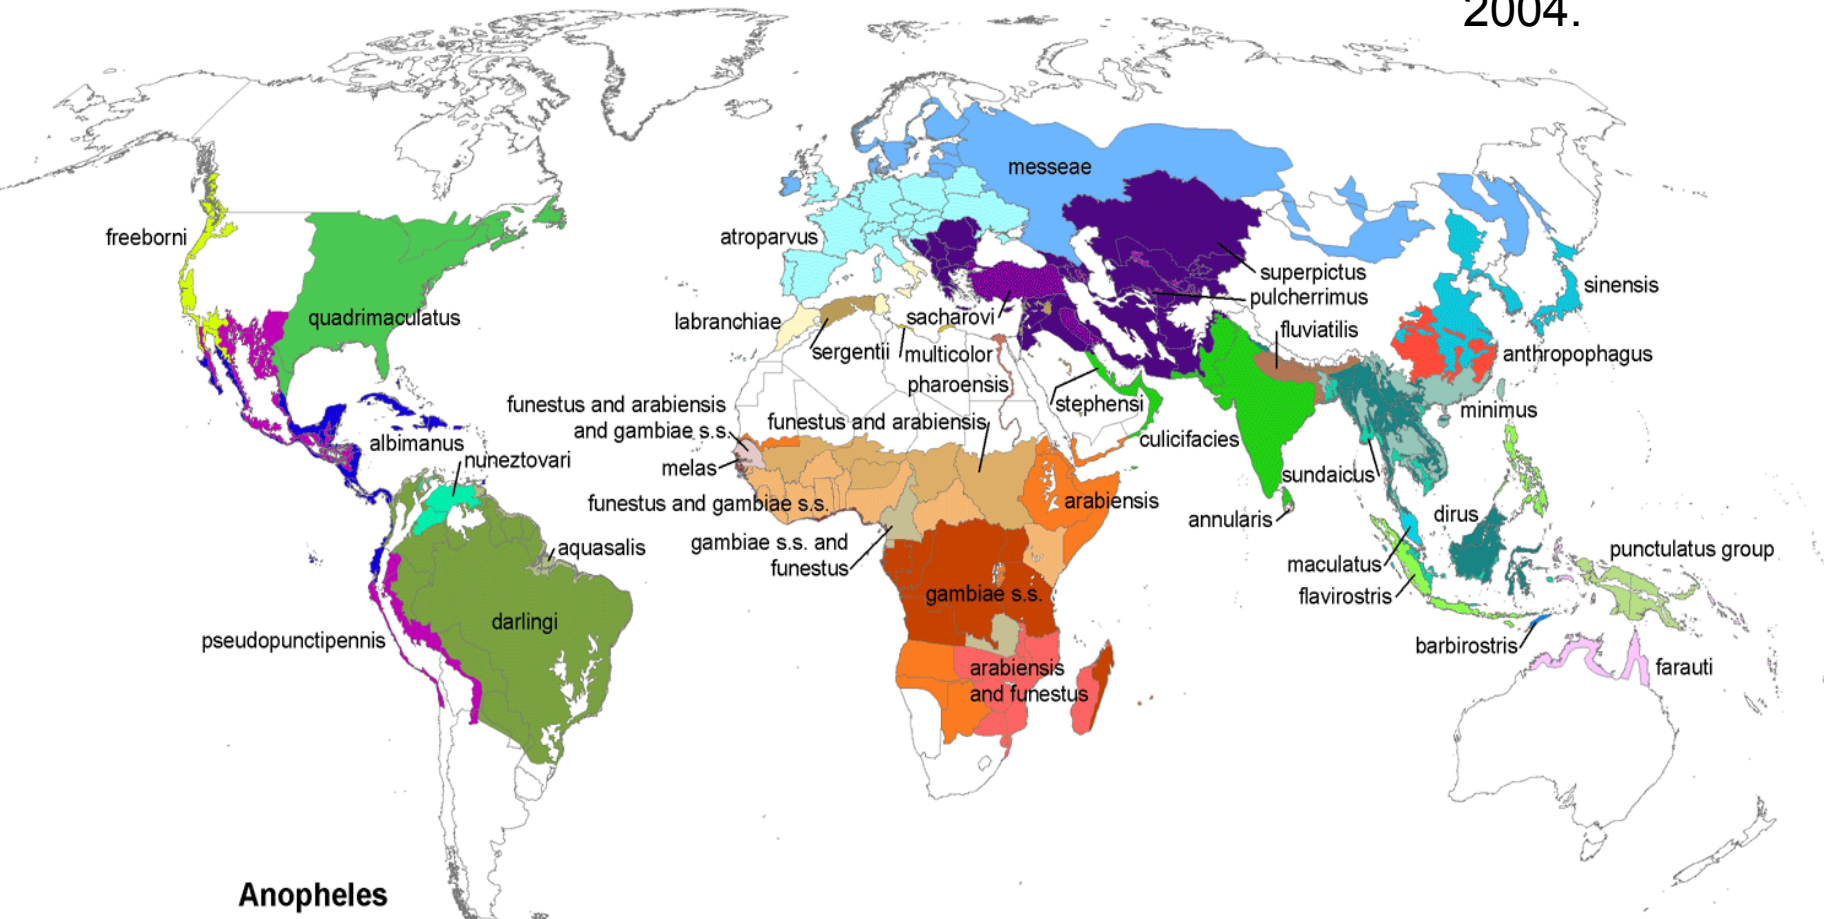 2004.
messeae
freeborni
atroparvus
superpictus
pulcherrimus
sinensis
quadrimaculatus
labranchiae
sacharovi
fluviatilis
sergentii
multicolor
anthropophagus
pharoensis
stephensi
funestus and arabiensis
and gambiae s.s.
funestus and arabiensis
minimus
albimanus
culicifacies
nuneztovari
melas
sundaicus
funestus and gambiae s.s.
arabiensis
annularis
dirus
gambiae s.s. and
funestus
aquasalis
punctulatus group
maculatus
gambiae s.s.
flavirostris
darlingi
pseudopunctipennis
barbirostris
arabiensis
and funestus
farauti
Anopheles